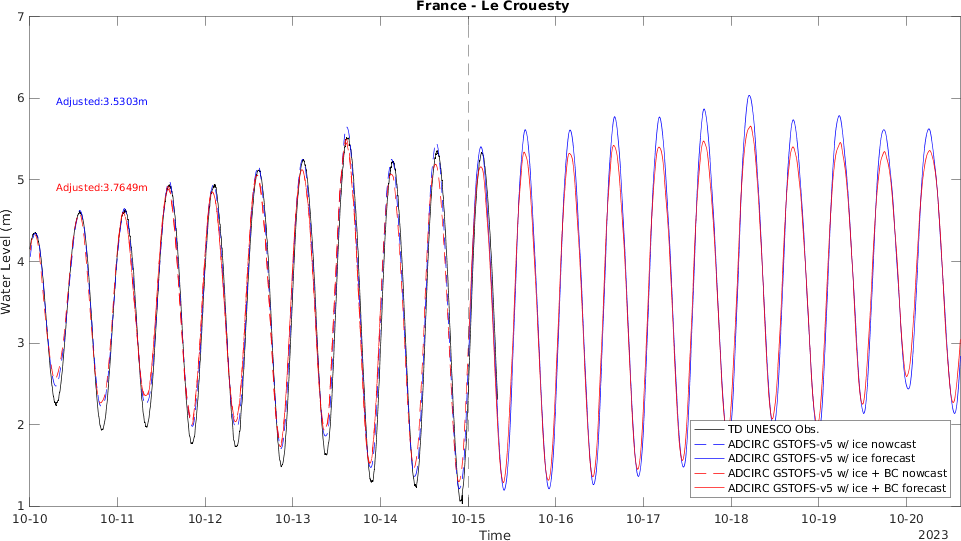 France - Le Crouesty
7
6
5
4
3
2
1
Water Level (m)
Adjusted:3.5303m
Adjusted:3.7649m
TD UNESCO Obs.
ADCIRC GSTOFS-v5 w/ ice nowcast
ADCIRC GSTOFS-v5 w/ ice forecast
ADCIRC GSTOFS-v5 w/ ice + BC nowcast
ADCIRC GSTOFS-v5 w/ ice + BC forecast
10-10 10-11 10-12 10-13 10-14 10-15 10-16 10-17 10-18 10-19 10-20
Time
2023